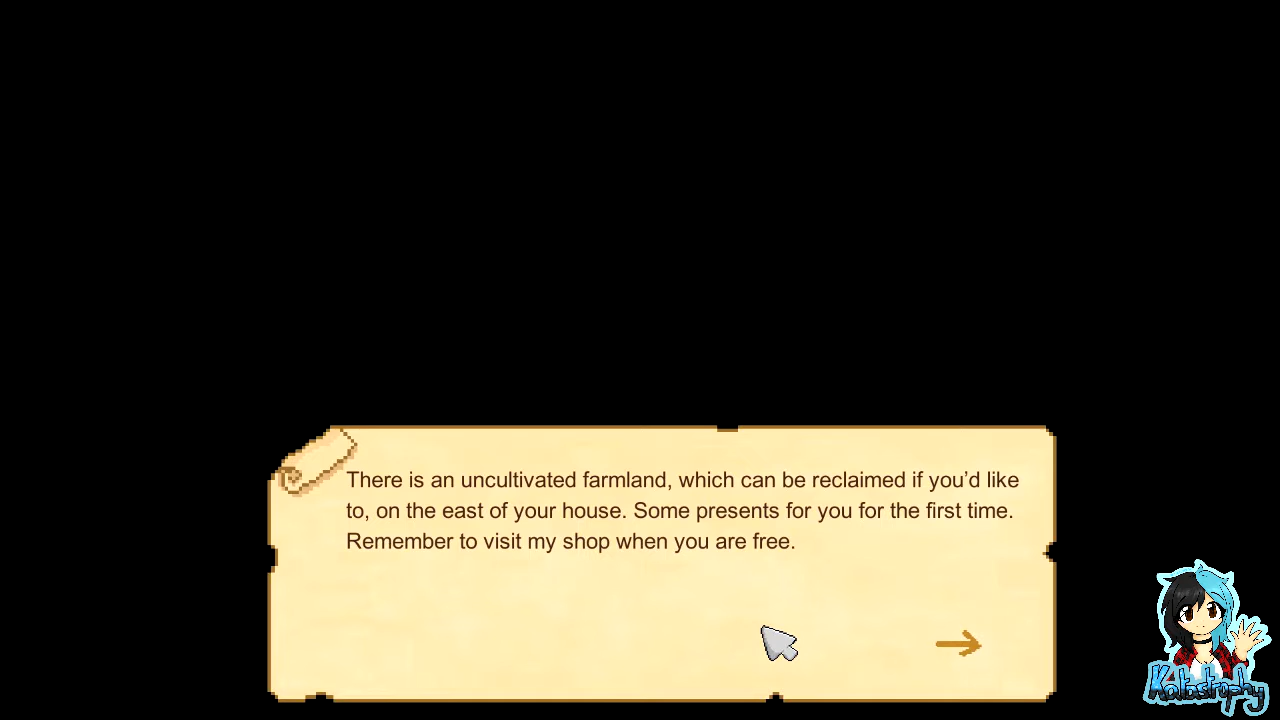 There is an uncultivated farmland, which can be reclaimed if you’d like
to, on the east of your house. Some presents for you for the first time.
Remember to visit my shop when you are free.
Katastrophy